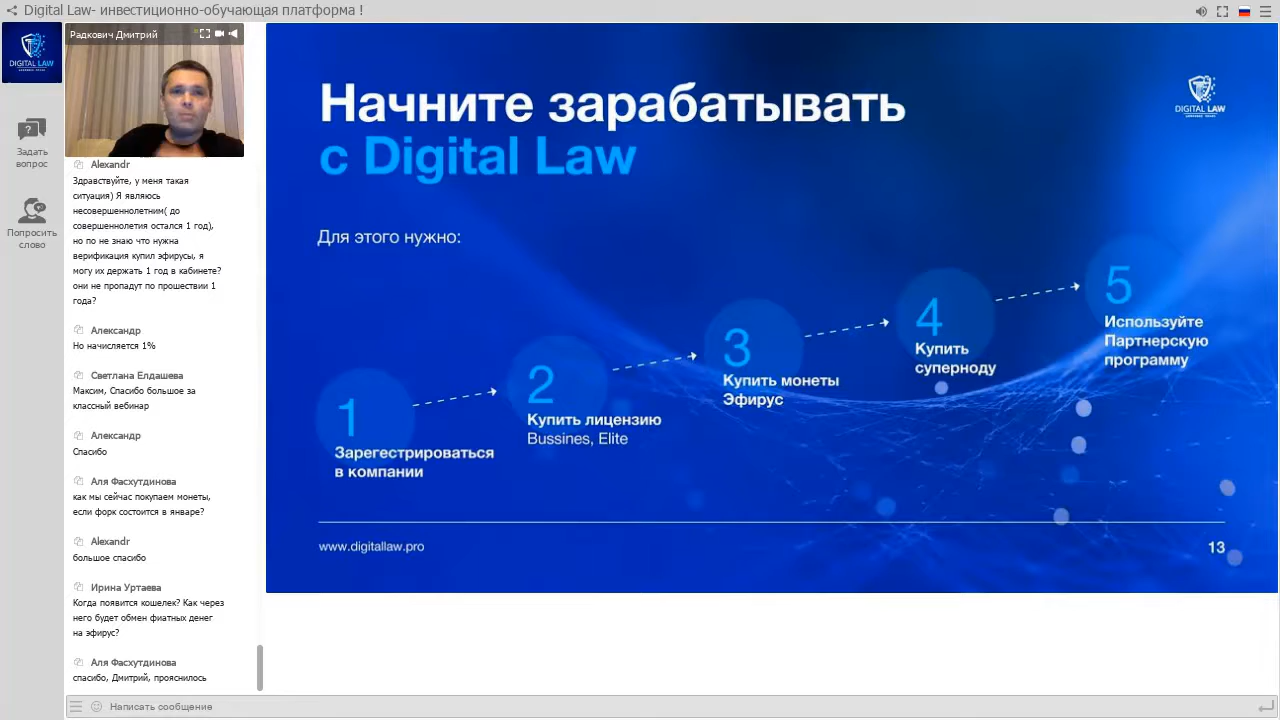 Digital Law- инвестиционно-обучающая платформа !
DIGITAL LAW
Задать
вопрос
Попросить
слово
Радкович Дмитрий
Alexandr
Здравствуйте, у меня такая
ситуация) Я являюсь
несовершеннолетним( до
совершеннолетия остался 1 год),
но по не знаю что нужна
верификация купил эфирусы, я
могу их держать 1 год в кабинете?
они не пропадут по прошествии 1
года?
Александр
Но начисляется 1%
Светлана Елдашева
Максим, Спасибо большое за
классный вебинар
Александр
Спасибо
Аля Фасхутдинова
как мы сейчас покупаем монеты,
если форк состоится в январе?
Alexandr
большое спасибо
Ирина Уртаева
Когда появится кошелек? Как через
него будет обмен фиатных денег
на эфирус?
Аля Фасхутдинова
спасибо, Дмитрий, прояснилось
Написать сообщение
Начните зарабатывать
с Digital Law
DIGITAL LAW
Для этого нужно:
1
Зарегестрироваться
в компании
2
Купить лицензию
Bussines, Elite
3
Купить монеты
Эфирус
4
Купить
суперноду
5
Используйте
Партнерскую
программу
www.digitallaw.pro
13